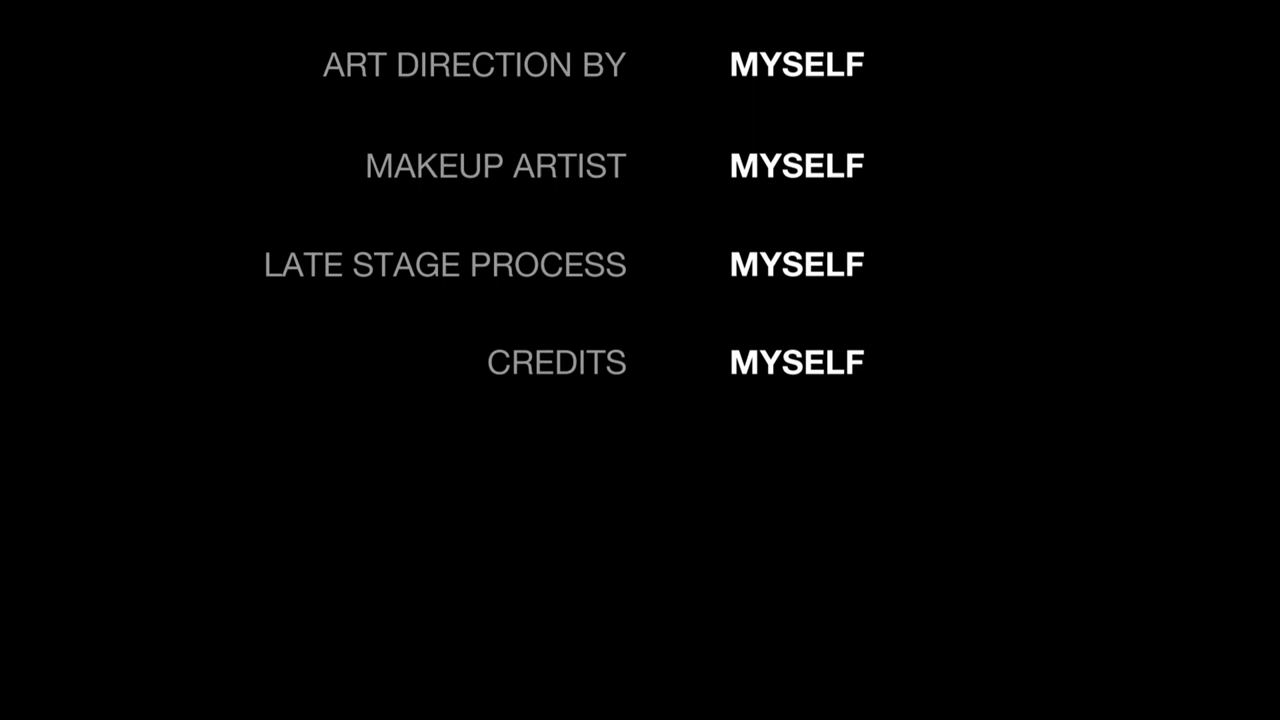 ART DIRECTION BY MYSELF
MAKEUP ARTIST MYSELF
LATE STAGE PROCESS MYSELF
CREDITS MYSELF